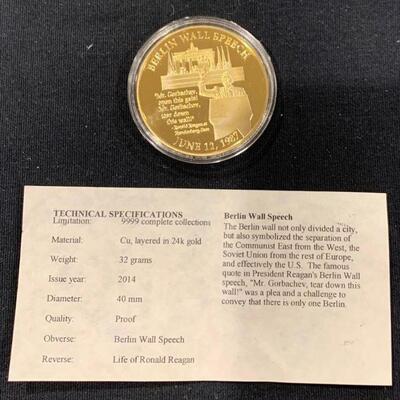 BERLIN WALL SPEECH
"Mr. Gorbachev,
open this gate!
Mr. Gorbachev,
tear down
this wall!"
JUNE 12, 1987
TECHNICAL SPECIFICATIONS
Limitation: 9999 complete collections
Material: Cu, layered in 24k gold
Weight: 32 grams
Issue year: 2014
Diameter: 40 mm
Quality: Proof
Obverse: Berlin Wall Speech
Reverse: Life of Ronald Reagan
Berlin Wall Speech
The Berlin wall not only divided a city,
but also symbolized the separation of
the Communist East from the West, the
Soviet Union from the rest of Europe,
and effectively the U.S. The famous
quote in President Reagan's Berlin Wall
speech, "Mr. Gorbachev, tear down this
wall!" was a plea and a challenge to
convey that there is only one Berlin.